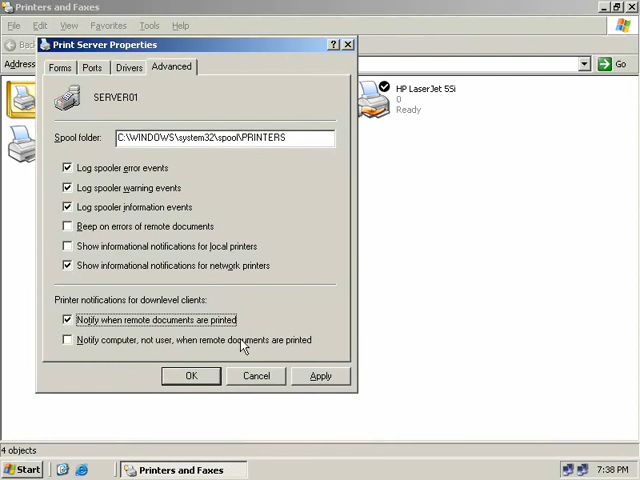 Printers and Faxes
File Edit View Favorites Tools Help
Back
Address
Go
Print Server Properties
Forms Ports Drivers Advanced
SERVER01
Spool folder: C:\WINDOWS\system32\spool\PRINTERS
Log spooler error events
Log spooler warning events
Log spooler information events
Beep on errors of remote documents
Show informational notifications for local printers
Show informational notifications for network printers
Printer notifications for downlevel clients:
Notify when remote documents are printed
Notify computer, not user, when remote documents are printed
OK Cancel Apply
HP LaserJet 5Si
0
Ready
4 objects
Start Printers and Faxes 7:38 PM